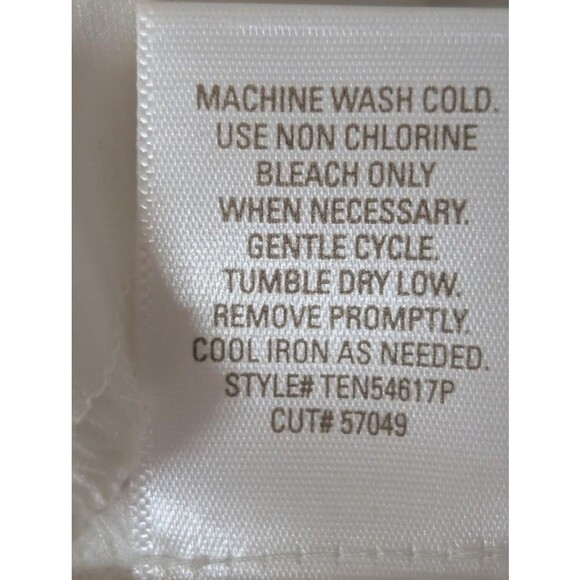 MACHINE WASH COLD.
USE NON CHLORINE
BLEACH ONLY
WHEN NECESSARY.
GENTLE CYCLE.
TUMBLE DRY LOW.
REMOVE PROMPTLY.
COOL IRON AS NEEDED.
STYLE# TEN54617P
CUT# 57049